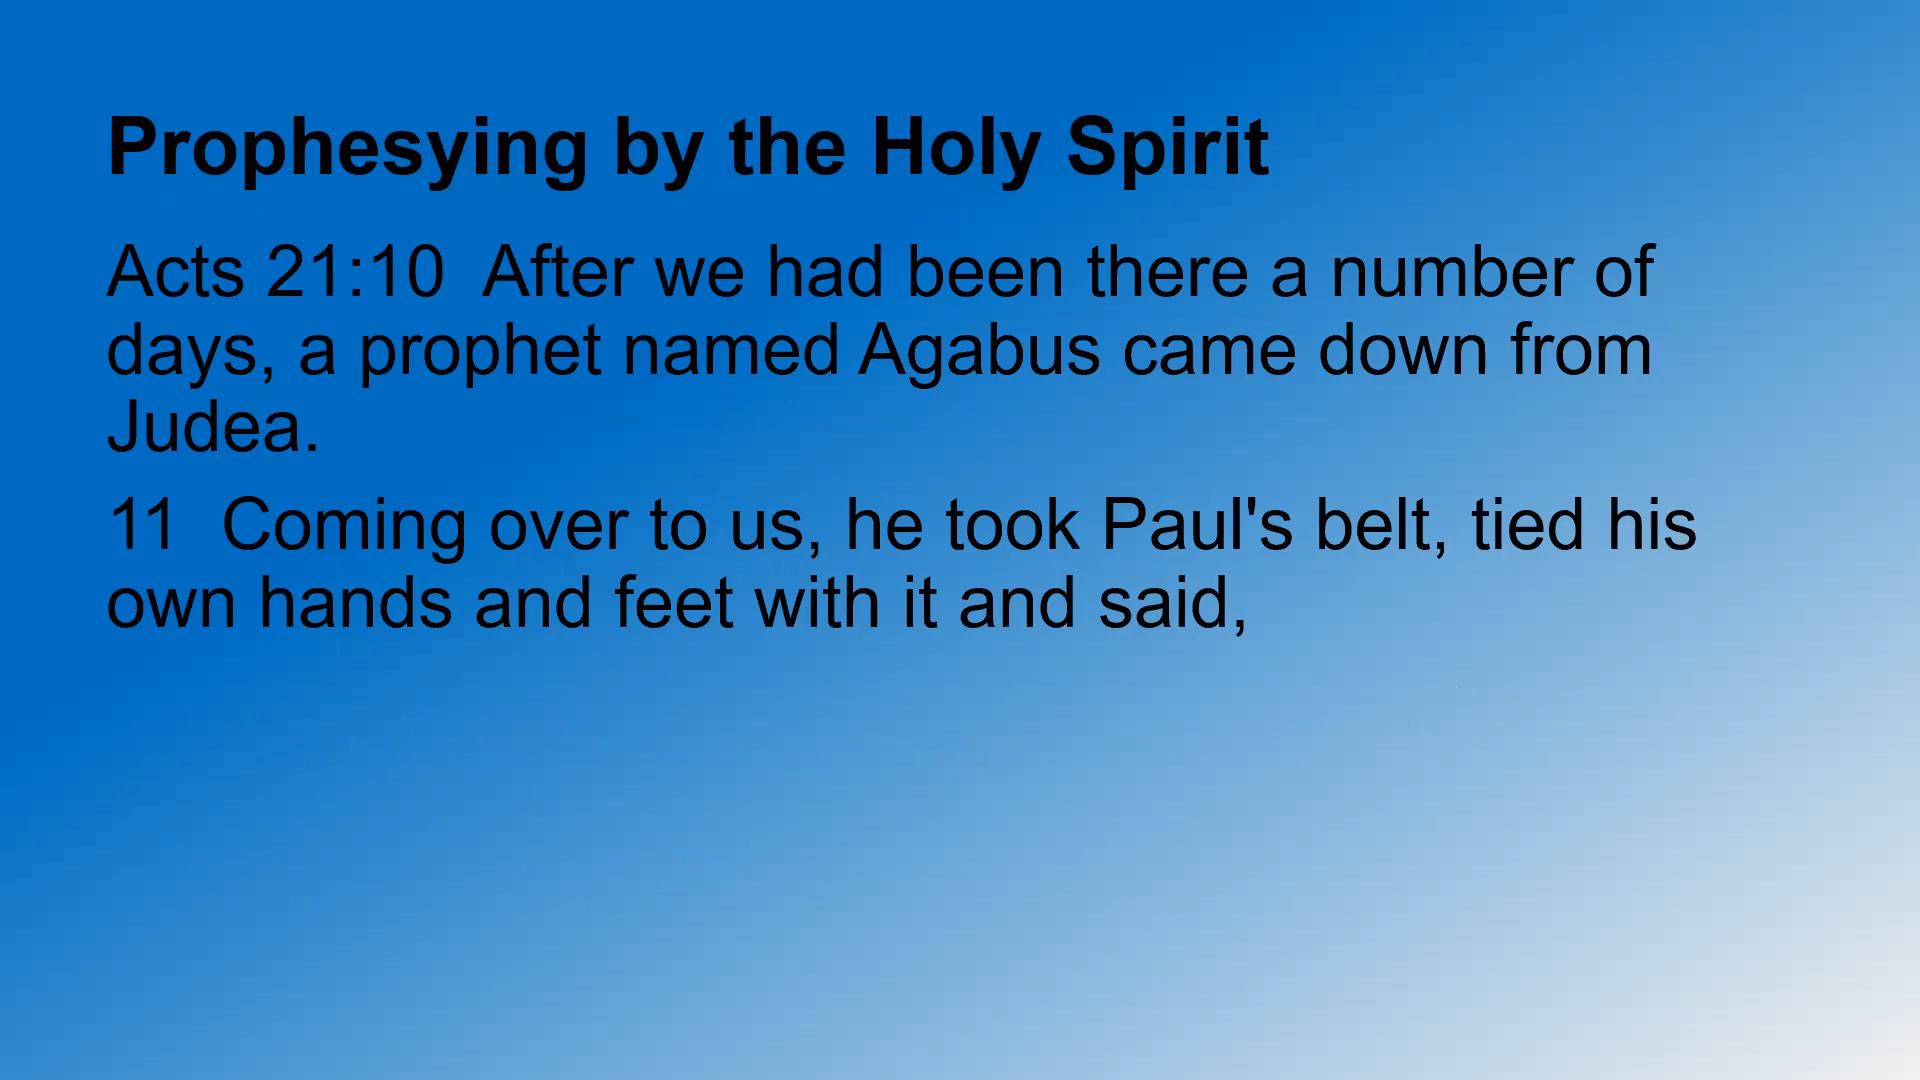 Prophesying by the Holy Spirit
Acts 21:10  After we had been there a number of
days, a prophet named Agabus came down from
Judea.
11  Coming over to us, he took Paul's belt, tied his
own hands and feet with it and said,